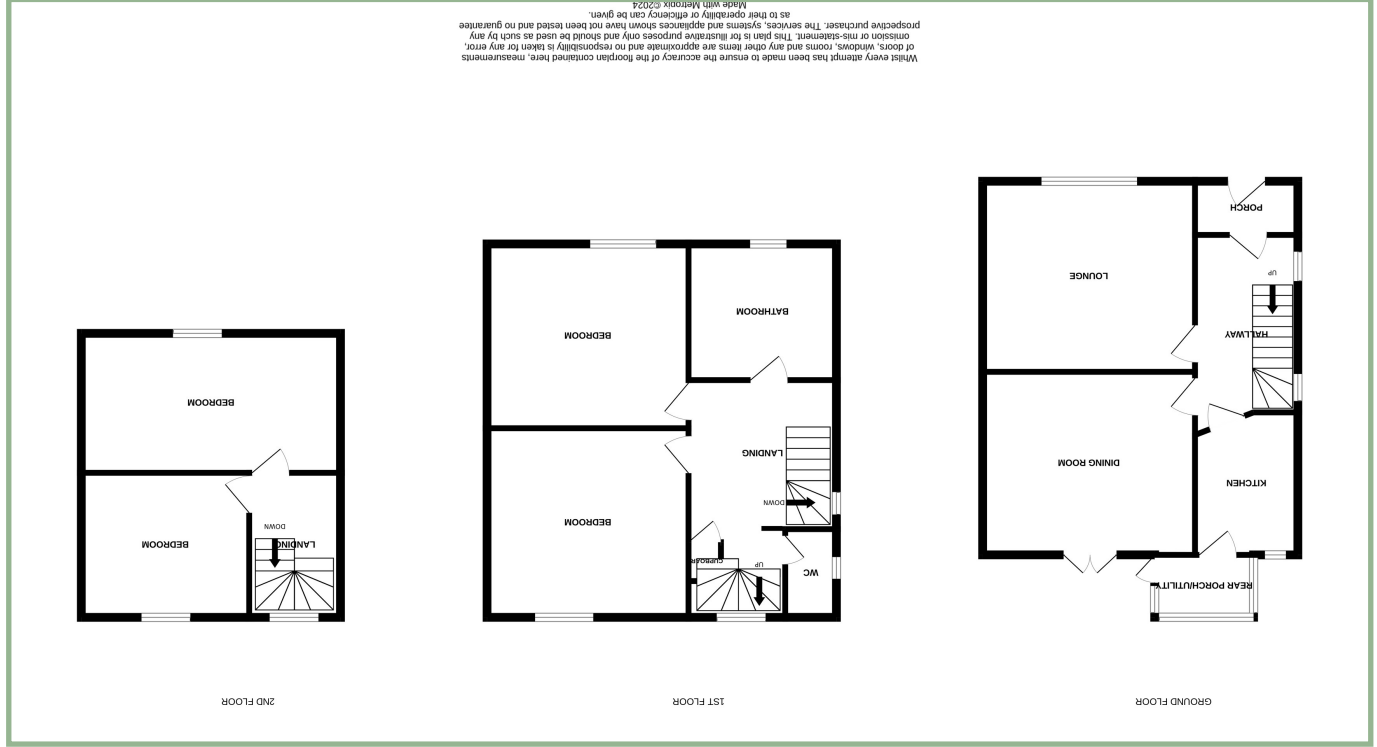 GROUND FLOOR
1ST FLOOR
2ND FLOOR
REAR PORCH/UTILITY
KITCHEN
DINING ROOM
HALLWAY
UP
LOUNGE
PORCH
WC
UP
CUPBOARD
BEDROOM
DOWN
LANDING
BEDROOM
BATHROOM
LANDING
DOWN
BEDROOM
BEDROOM
Whilst every attempt has been made to ensure the accuracy of the floorplan contained here, measurements
of doors, windows, rooms and any other items are approximate and no responsibility is taken for any error,
omission or mis-statement. This plan is for illustrative purposes only and should be used as such by any
prospective purchaser. The services, systems and appliances shown have not been tested and no guarantee
as to their operability or efficiency can be given.
Made with Metropix ©2024